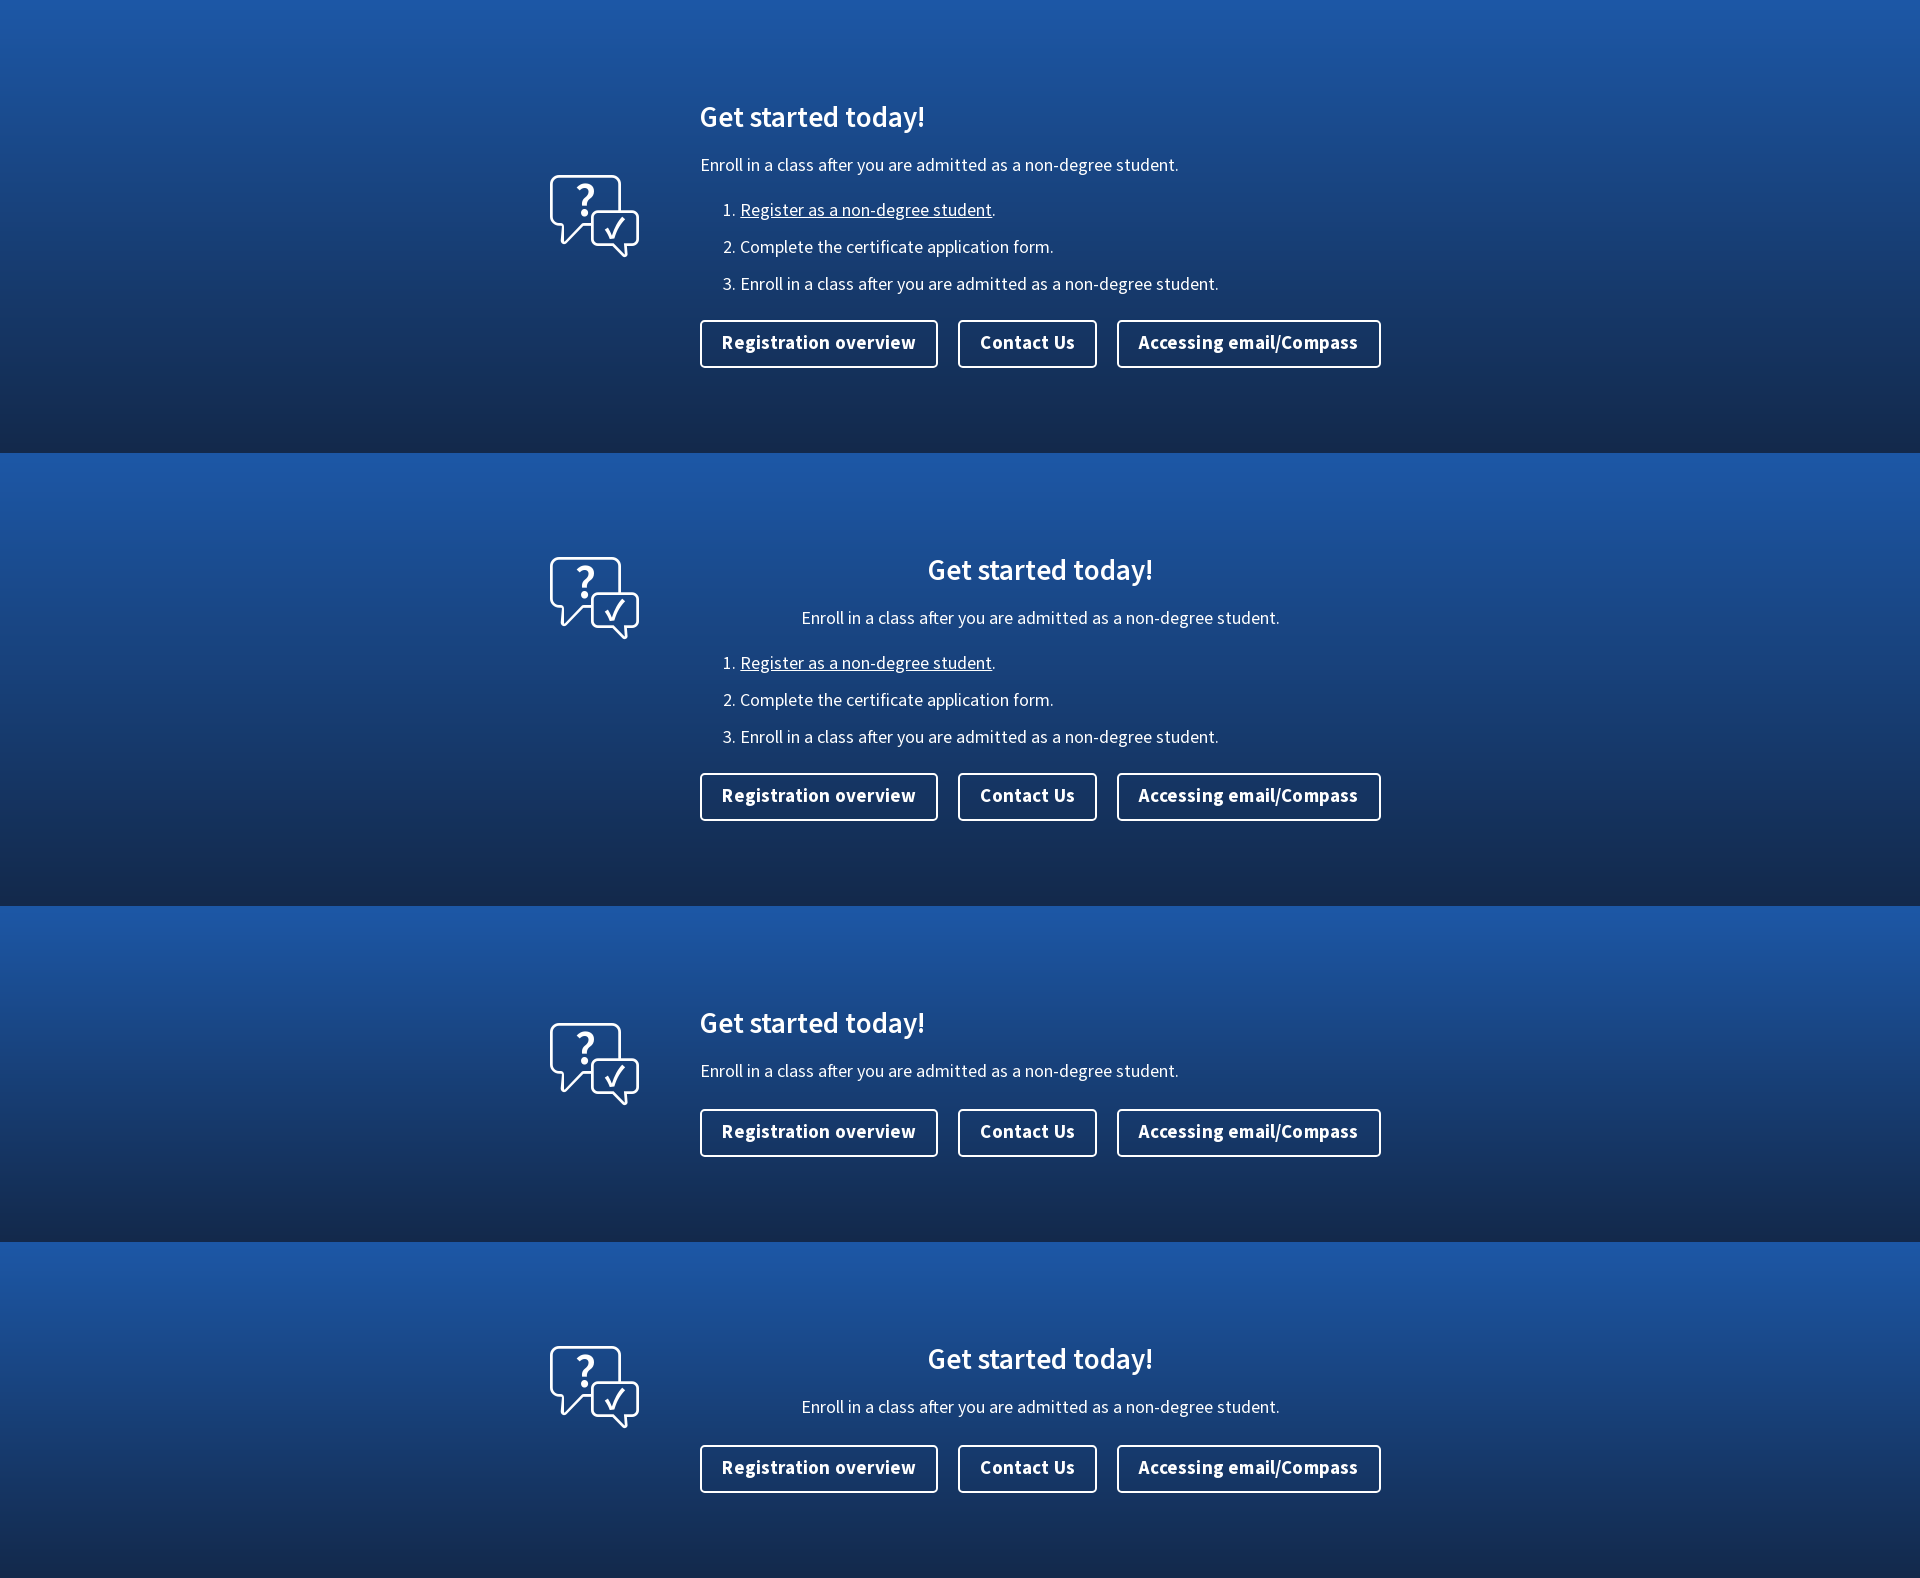 Get started today!
Enroll in a class after you are admitted as a non-degree student.
1. Register as a non-degree student.
2. Complete the certificate application form.
3. Enroll in a class after you are admitted as a non-degree student.
Registration overview Contact Us Accessing email/Compass
Get started today!
Enroll in a class after you are admitted as a non-degree student.
1. Register as a non-degree student.
2. Complete the certificate application form.
3. Enroll in a class after you are admitted as a non-degree student.
Registration overview Contact Us Accessing email/Compass
Get started today!
Enroll in a class after you are admitted as a non-degree student.
Registration overview Contact Us Accessing email/Compass
Get started today!
Enroll in a class after you are admitted as a non-degree student.
Registration overview Contact Us Accessing email/Compass